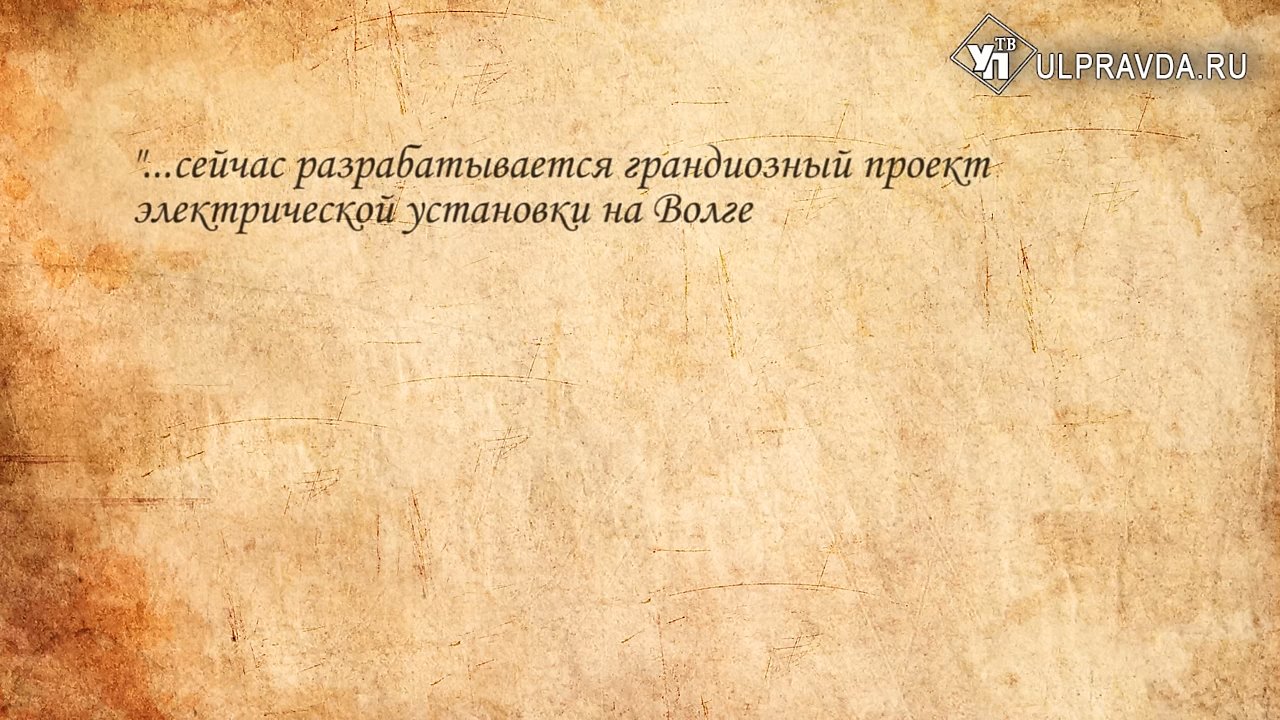 УП ТВ
ULPRAVDA.RU
"...сейчас разрабатывается грандиозный проект
электрической установки на Волге